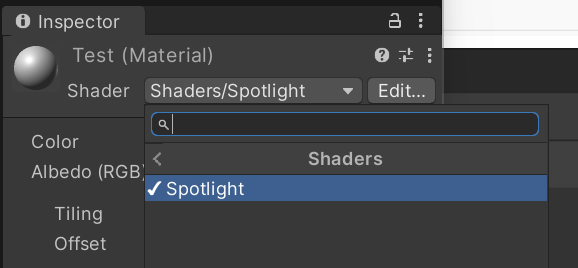 Inspector
Test (Material)
Shader Shaders/Spotlight Edit...
Shaders
Spotlight
Color
Albedo (RGB)
Tiling
Offset